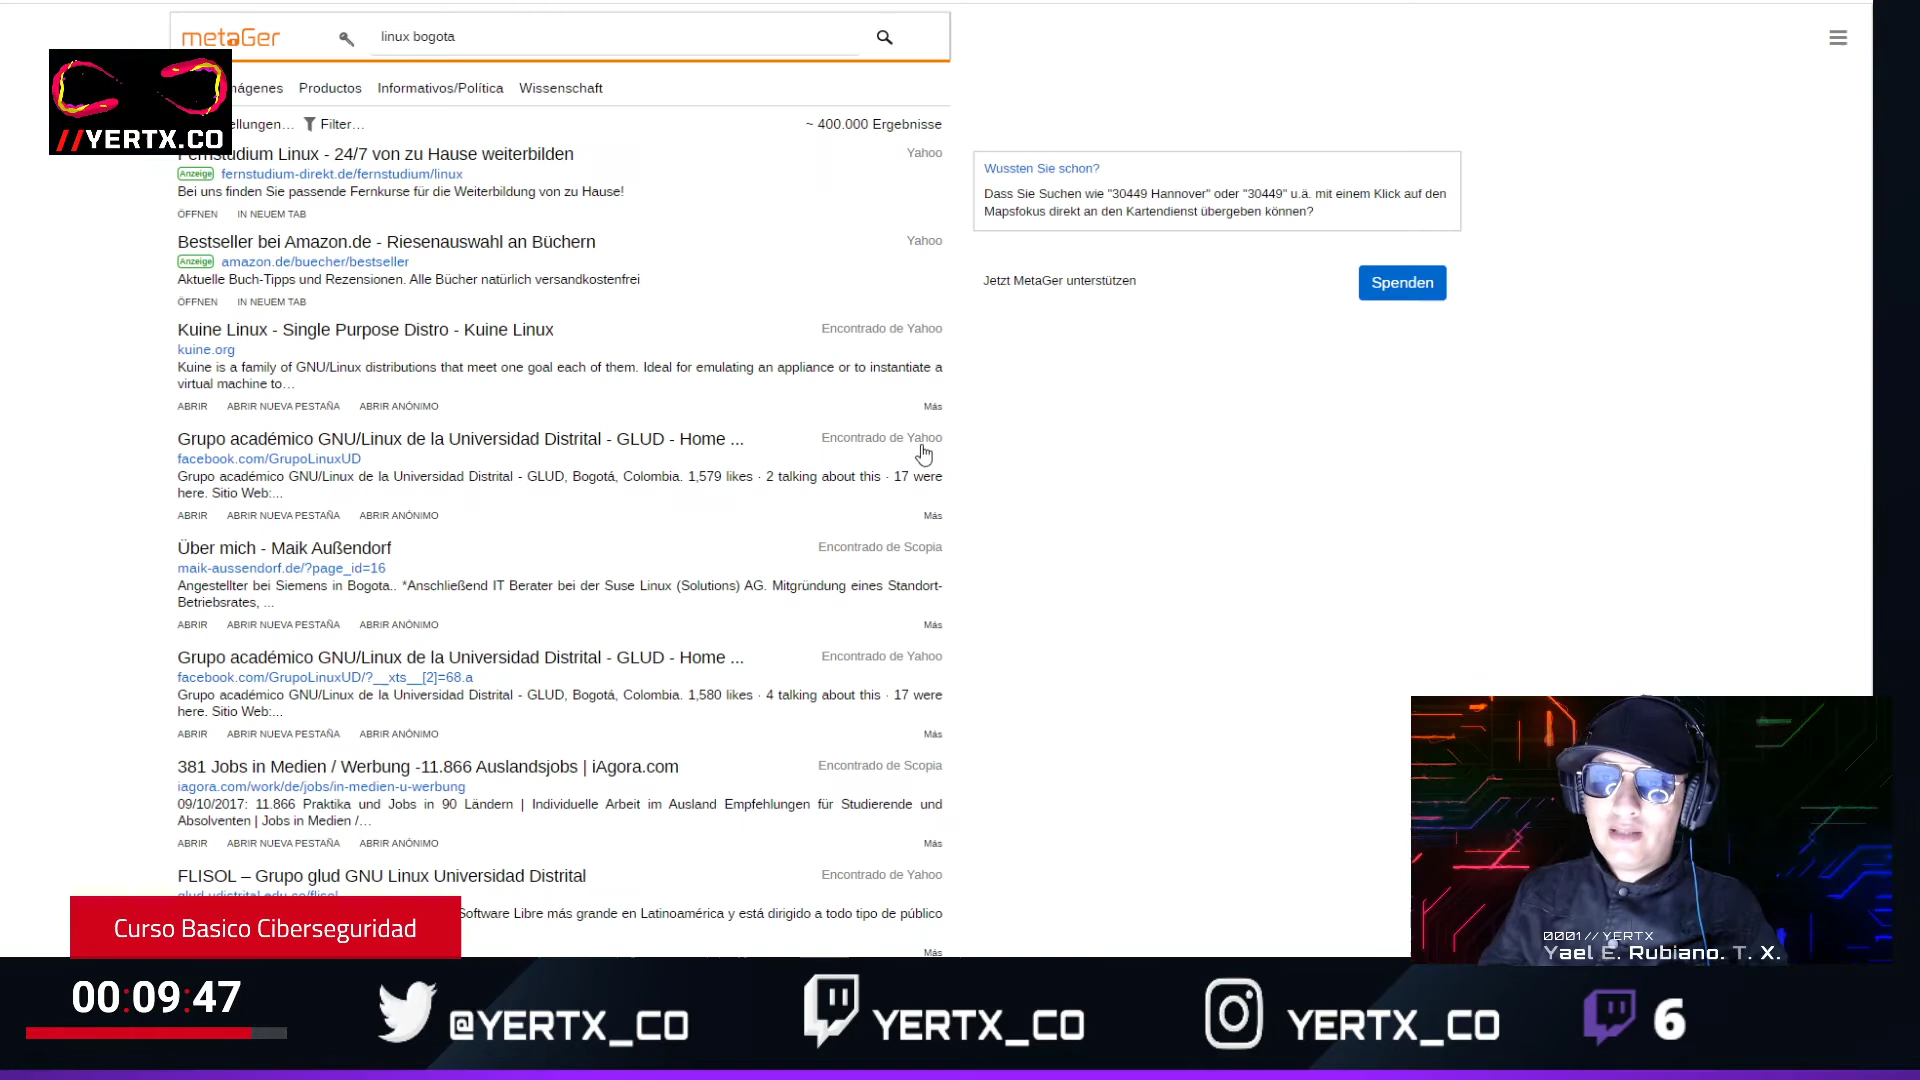 metaGer
linux bogota
//YERTX.CO
mágenes Productos Informativos/Política Wissenschaft
ellungen... Filter...
~ 400.000 Ergebnisse
Fernstudium Linux - 24/7 von zu Hause weiterbilden
Yahoo
Anzeige fernstudium-direkt.de/fernstudium/linux
Bei uns finden Sie passende Fernkurse für die Weiterbildung von zu Hause!
ÖFFNEN IN NEUEM TAB
Bestseller bei Amazon.de - Riesenauswahl an Büchern
Yahoo
Anzeige amazon.de/buecher/bestseller
Aktuelle Buch-Tipps und Rezensionen. Alle Bücher natürlich versandkostenfrei
ÖFFNEN IN NEUEM TAB
Kuine Linux - Single Purpose Distro - Kuine Linux
Encontrado de Yahoo
kuine.org
Kuine is a family of GNU/Linux distributions that meet one goal each of them. Ideal for emulating an appliance or to instantiate a
virtual machine to…
ABRIR ABRIR NUEVA PESTAÑA ABRIR ANÓNIMO Más
Grupo académico GNU/Linux de la Universidad Distrital - GLUD - Home ...
Encontrado de Yahoo
facebook.com/GrupoLinuxUD
Grupo académico GNU/Linux de la Universidad Distrital - GLUD, Bogotá, Colombia. 1,579 likes · 2 talking about this · 17 were
here. Sitio Web:...
ABRIR ABRIR NUEVA PESTAÑA ABRIR ANÓNIMO Más
Über mich - Maik Außendorf
Encontrado de Scopia
maik-aussendorf.de/?page_id=16
Angestellter bei Siemens in Bogota.. *Anschließend IT Berater bei der Suse Linux (Solutions) AG. Mitgründung eines Standort-
Betriebsrates, ...
ABRIR ABRIR NUEVA PESTAÑA ABRIR ANÓNIMO Más
Grupo académico GNU/Linux de la Universidad Distrital - GLUD - Home ...
Encontrado de Yahoo
facebook.com/GrupoLinuxUD/?__xts__[2]=68.a
Grupo académico GNU/Linux de la Universidad Distrital - GLUD, Bogotá, Colombia. 1,580 likes · 4 talking about this · 17 were
here. Sitio Web:...
ABRIR ABRIR NUEVA PESTAÑA ABRIR ANÓNIMO Más
381 Jobs in Medien / Werbung -11.866 Auslandsjobs | iAgora.com
Encontrado de Scopia
iagora.com/work/de/jobs/in-medien-u-werbung
09/10/2017: 11.866 Praktika und Jobs in 90 Ländern | Individuelle Arbeit im Ausland Empfehlungen für Studierende und
Absolventen | Jobs in Medien /…
ABRIR ABRIR NUEVA PESTAÑA ABRIR ANÓNIMO Más
FLISOL – Grupo glud GNU Linux Universidad Distrital
Encontrado de Yahoo
glud.udistrital.edu.co/flisol
Software Libre más grande en Latinoamérica y está dirigido a todo tipo de público
Más
Wussten Sie schon?
Dass Sie Suchen wie "30449 Hannover" oder "30449" u.ä. mit einem Klick auf den
Mapsfokus direkt an den Kartendienst übergeben können?
Jetzt MetaGer unterstützen
Spenden
Curso Basico Ciberseguridad
0001 // YERTX
Yael E. Rubiano. T. X.
00:09:47
@YERTX_CO
YERTX_CO
YERTX_CO
6